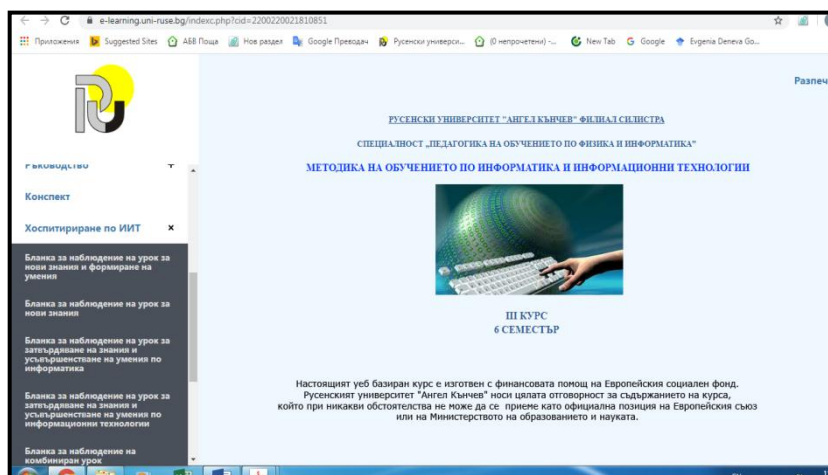 e-learning.uni-ruse.bg/indexc.php?cid=2200220021810851
Приложения Suggested Sites АБВ Поща Нов раздел Google Преводач Русенски универси... (0 непрочетени) -... New Tab Google Evgenia Deneva Go...
Разпеч
РУСЕНСКИ УНИВЕРСИТЕТ "АНГЕЛ КЪНЧЕВ" ФИЛИАЛ СИЛИСТРА
СПЕЦИАЛНОСТ „ПЕДАГОГИКА НА ОБУЧЕНИЕТО ПО ФИЗИКА И ИНФОРМАТИКА"
МЕТОДИКА НА ОБУЧЕНИЕТО ПО ИНФОРМАТИКА И ИНФОРМАЦИОННИ ТЕХНОЛОГИИ
III КУРС
6 СЕМЕСТЪР
Настоящият уеб базиран курс е изготвен с финансовата помощ на Европейския социален фонд.
Русенският университет "Ангел Кънчев" носи цялата отговорност за съдържанието на курса,
който при никакви обстоятелства не може да се приеме като официална позиция на Европейския съюз
или на Министерството на образованието и науката.
Ръководство +
Конспект
Хоспитириране по ИИТ ×
Бланка за наблюдение на урок за
нови знания и формиране на
умения
Бланка за наблюдение на урок за
нови знания
Бланка за наблюдение на урок за
затвърдяване на знания и
усъвършенстване на умения по
информатика
Бланка за наблюдение на урок за
затвърдяване на знания и
усъвършенстване на умения по
информационни технологии
Бланка за наблюдение на
комбиниран урок